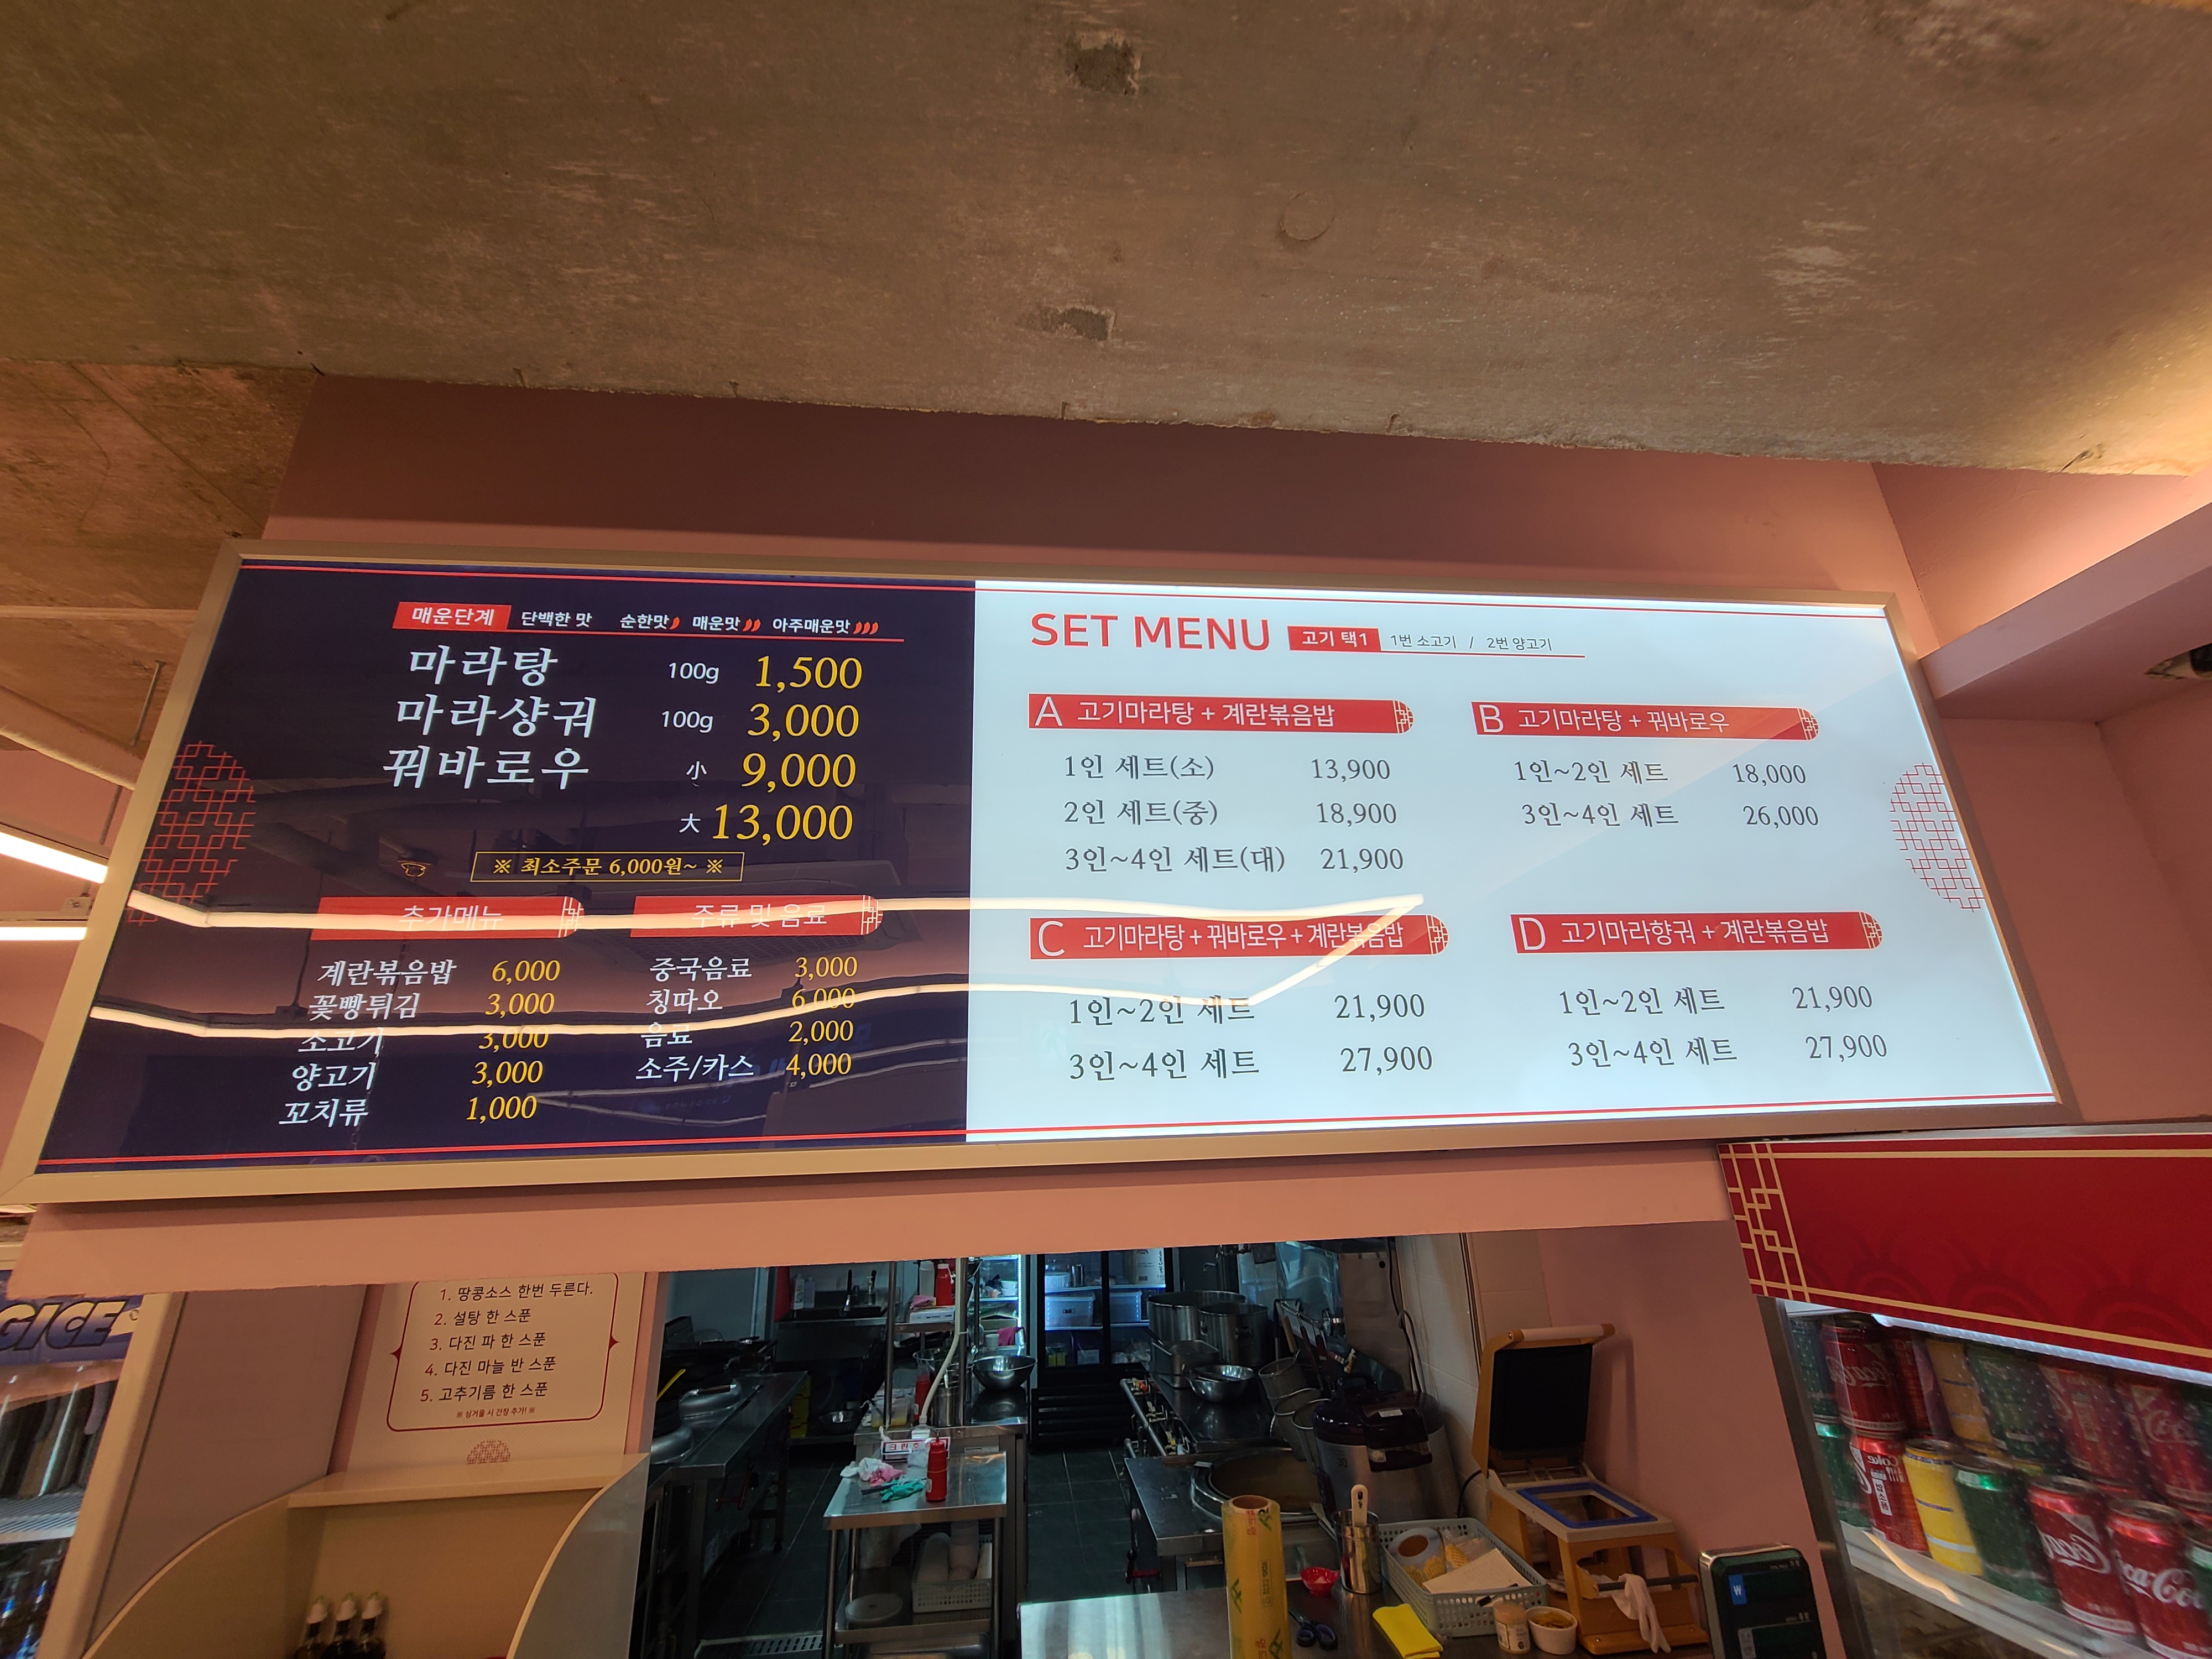 매운단계 단백한 맛 순한맛 매운맛 아주매운맛
마라탕 100g 1,500
마라샹궈 100g 3,000
꿔바로우 小 9,000
大 13,000
※ 최소주문 6,000원~ ※
추가메뉴
계란볶음밥 6,000
꽃빵튀김 3,000
소고기 3,000
양고기 3,000
꼬치류 1,000
주류 및 음료
중국음료 3,000
칭따오 6,000
음료 2,000
소주/카스 4,000
SET MENU 고기 택1 1번 소고기 / 2번 양고기
A 고기마라탕 + 계란볶음밥
1인 세트(소) 13,900
2인 세트(중) 18,900
3인~4인 세트(대) 21,900
B 고기마라탕 + 꿔바로우
1인~2인 세트 18,000
3인~4인 세트 26,000
C 고기마라탕 + 꿔바로우 + 계란볶음밥
1인~2인 세트 21,900
3인~4인 세트 27,900
D 고기마라향궈 + 계란볶음밥
1인~2인 세트 21,900
3인~4인 세트 27,900
1. 땅콩소스 한번 두른다.
2. 설탕 한 스푼
3. 다진 파 한 스푼
4. 다진 마늘 반 스푼
5. 고추기름 한 스푼
※ 싱거울 시 간장 추가! ※
GICE
Coca-Cola